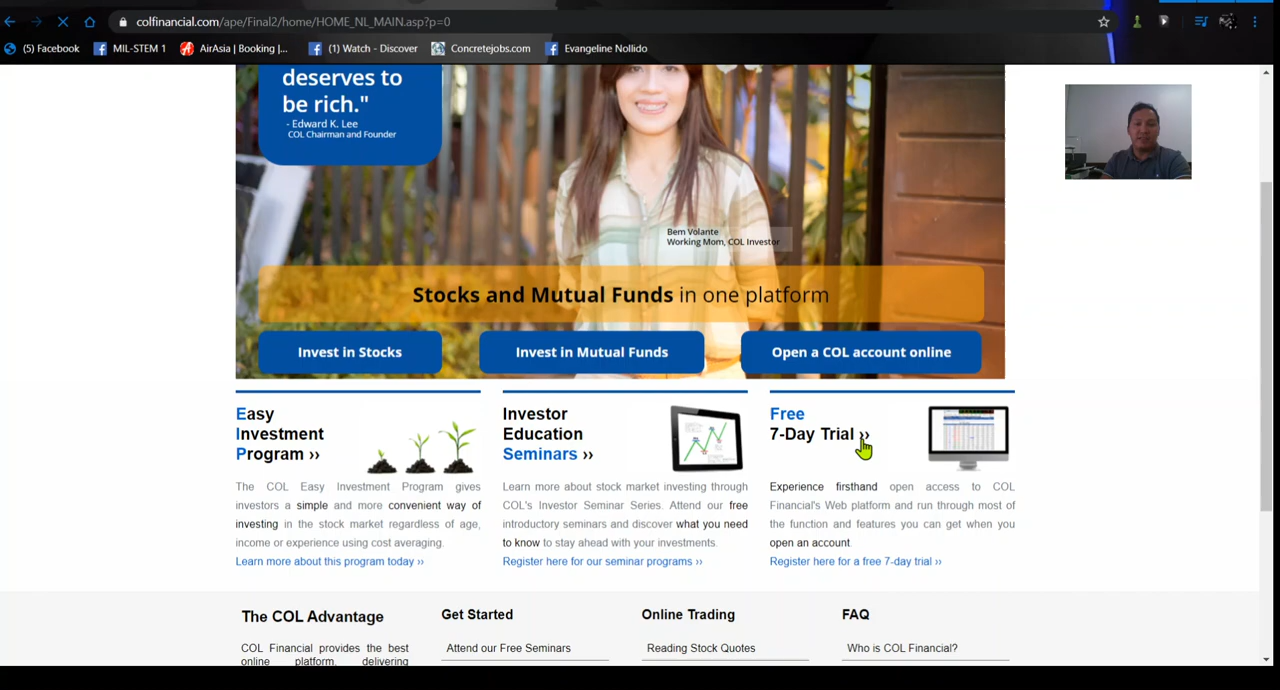 colfinancial.com/ape/Final2/home/HOME_NL_MAIN.asp?p=0
(5) Facebook
MIL-STEM 1
AirAsia | Booking |...
(1) Watch - Discover
Concretejobs.com
Evangeline Nollido
deserves to
be rich."
- Edward K. Lee
COL Chairman and Founder
Bem Volante
Working Mom, COL Investor
Stocks and Mutual Funds in one platform
Invest in Stocks
Invest in Mutual Funds
Open a COL account online
Easy
Investment
Program ››
The COL Easy Investment Program gives
investors a simple and more convenient way of
investing in the stock market regardless of age,
income or experience using cost averaging.
Learn more about this program today ››
Investor
Education
Seminars ››
Learn more about stock market investing through
COL's Investor Seminar Series. Attend our free
introductory seminars and discover what you need
to know to stay ahead with your investments.
Register here for our seminar programs ››
Free
7-Day Trial ››
Experience firsthand open access to COL
Financial's Web platform and run through most of
the function and features you can get when you
open an account.
Register here for a free 7-day trial ››
The COL Advantage
COL Financial provides the best
online platform, delivering
Get Started
Attend our Free Seminars
Online Trading
Reading Stock Quotes
FAQ
Who is COL Financial?